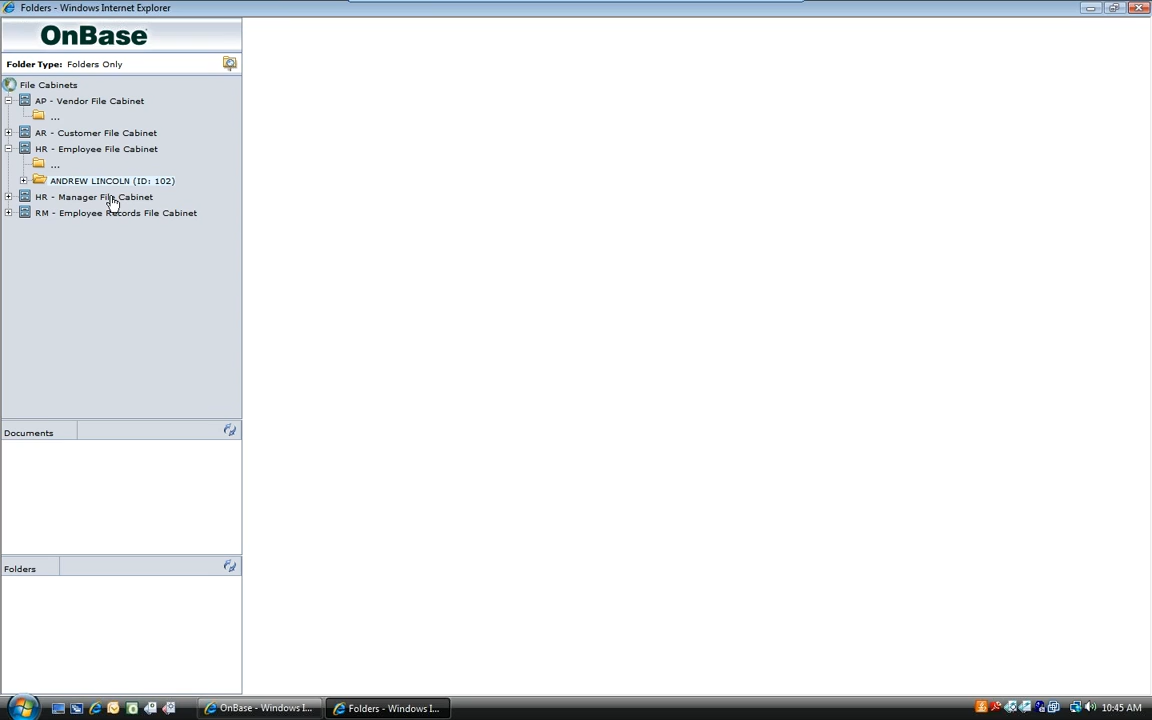 Folders - Windows Internet Explorer
OnBase
Folder Type: Folders Only
File Cabinets
AP - Vendor File Cabinet
...
AR - Customer File Cabinet
HR - Employee File Cabinet
...
ANDREW LINCOLN (ID: 102)
HR - Manager File Cabinet
RM - Employee Records File Cabinet
Documents
Folders
OnBase - Windows I...
Folders - Windows I...
10:45 AM